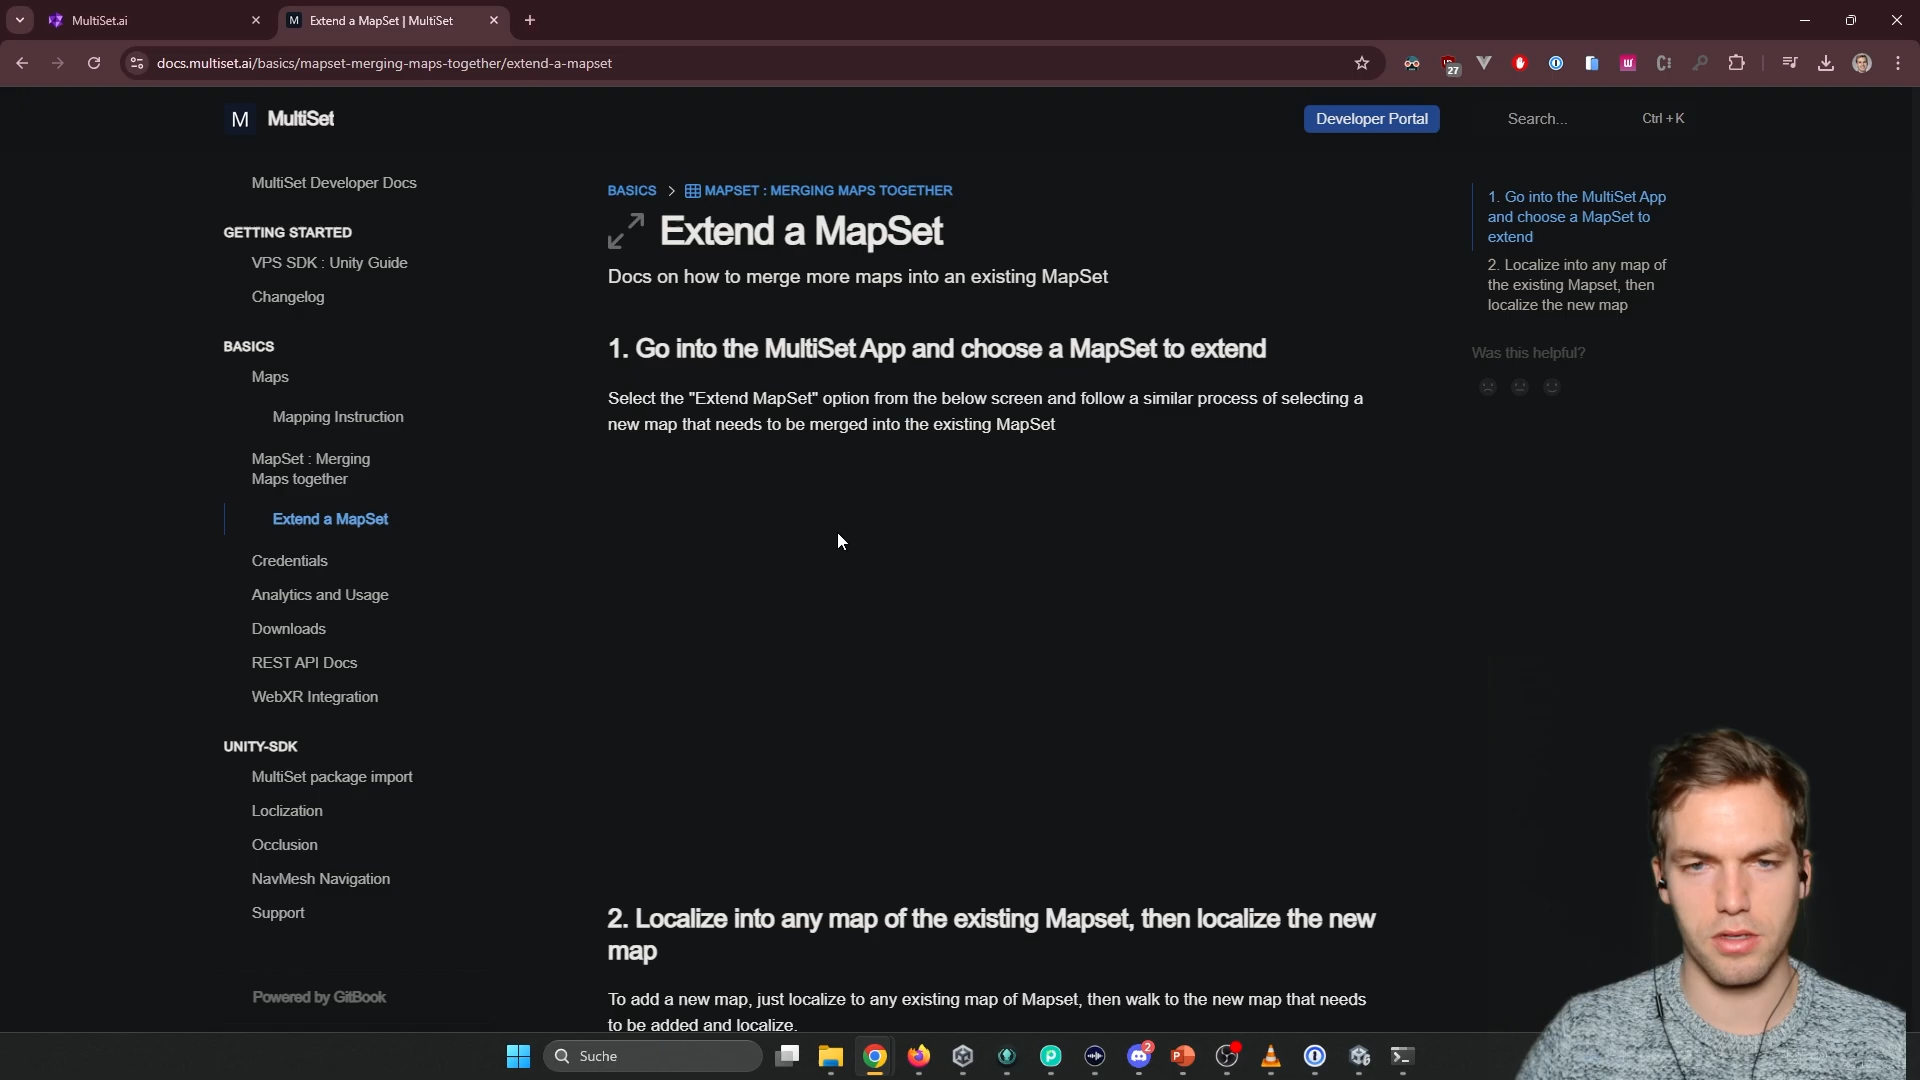 MultiSet.ai
M Extend a MapSet | MultiSet
docs.multiset.ai/basics/mapset-merging-maps-together/extend-a-mapset
27
M MultiSet
Developer Portal
Search...
Ctrl + K
MultiSet Developer Docs
GETTING STARTED
VPS SDK : Unity Guide
Changelog
BASICS
Maps
Mapping Instruction
MapSet : Merging
Maps together
Extend a MapSet
Credentials
Analytics and Usage
Downloads
REST API Docs
WebXR Integration
UNITY-SDK
MultiSet package import
Loclization
Occlusion
NavMesh Navigation
Support
Powered by GitBook
BASICS > MAPSET : MERGING MAPS TOGETHER
Extend a MapSet
Docs on how to merge more maps into an existing MapSet
1. Go into the MultiSet App and choose a MapSet to extend
Select the "Extend MapSet" option from the below screen and follow a similar process of selecting a
new map that needs to be merged into the existing MapSet
2. Localize into any map of the existing Mapset, then localize the new
map
To add a new map, just localize to any existing map of Mapset, then walk to the new map that needs
to be added and localize.
1. Go into the MultiSet App
and choose a MapSet to
extend
2. Localize into any map of
the existing Mapset, then
localize the new map
Was this helpful?
Suche
2